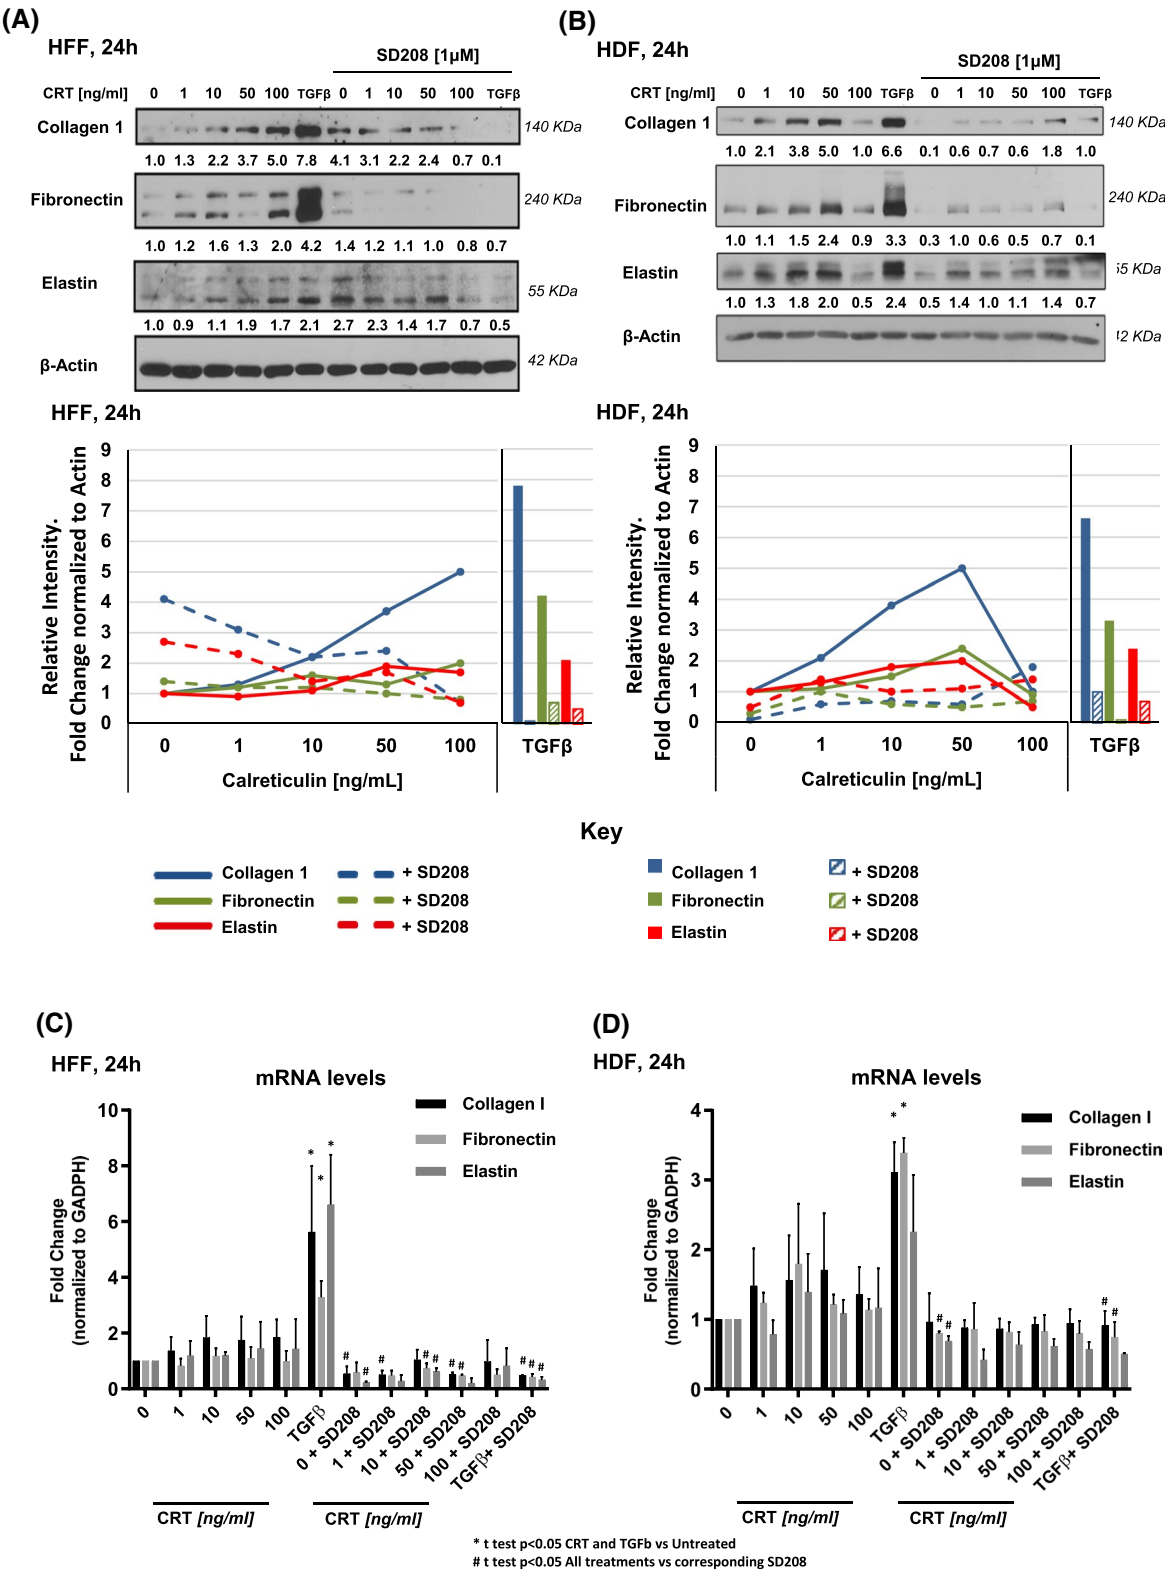 (A)
HFF, 24h
SD208 [1µM]
CRT [ng/ml] 0 1 10 50 100 TGFβ 0 1 10 50 100 TGFβ
Collagen 1
140 KDa
1.0 1.3 2.2 3.7 5.0 7.8 4.1 3.1 2.2 2.4 0.7 0.1
Fibronectin
240 KDa
1.0 1.2 1.6 1.3 2.0 4.2 1.4 1.2 1.1 1.0 0.8 0.7
Elastin
55 KDa
1.0 0.9 1.1 1.9 1.7 2.1 2.7 2.3 1.4 1.7 0.7 0.5
β-Actin
42 KDa
(B)
HDF, 24h
SD208 [1µM]
CRT [ng/ml] 0 1 10 50 100 TGFβ 0 1 10 50 100 TGFβ
Collagen 1
140 KDa
1.0 2.1 3.8 5.0 1.0 6.6 0.1 0.6 0.7 0.6 1.8 1.0
Fibronectin
240 KDa
1.0 1.1 1.5 2.4 0.9 3.3 0.3 1.0 0.6 0.5 0.7 0.1
Elastin
55 KDa
1.0 1.3 1.8 2.0 0.5 2.4 0.5 1.4 1.0 1.1 1.4 0.7
β-Actin
42 KDa
HFF, 24h
Relative Intensity.
Fold Change normalized to Actin
9
8
7
6
5
4
3
2
1
0
0 1 10 50 100 TGFβ
Calreticulin [ng/mL]
HDF, 24h
Relative Intensity.
Fold Change normalized to Actin
9
8
7
6
5
4
3
2
1
0
0 1 10 50 100 TGFβ
Calreticulin [ng/mL]
Key
Collagen 1 + SD208
Fibronectin + SD208
Elastin + SD208
Collagen 1 + SD208
Fibronectin + SD208
Elastin + SD208
(C)
HFF, 24h
mRNA levels
Collagen I
Fibronectin
Elastin
Fold Change
(normalized to GADPH)
10
8
6
4
2
0
* * *
# # # # # # # # # #
0 1 10 50 100 TGFβ 0 + SD208 1 + SD208 10 + SD208 50 + SD208 100 + SD208 TGFβ+ SD208
CRT [ng/ml] CRT [ng/ml]
(D)
HDF, 24h
mRNA levels
Collagen I
Fibronectin
Elastin
Fold Change
(normalized to GADPH)
4
3
2
1
0
* *
# # # #
0 1 10 50 100 TGFβ 0 + SD208 1 + SD208 10 + SD208 50 + SD208 100 + SD208 TGFβ+ SD208
CRT [ng/ml] CRT [ng/ml]
* t test p<0.05 CRT and TGFb vs Untreated
# t test p<0.05 All treatments vs corresponding SD208